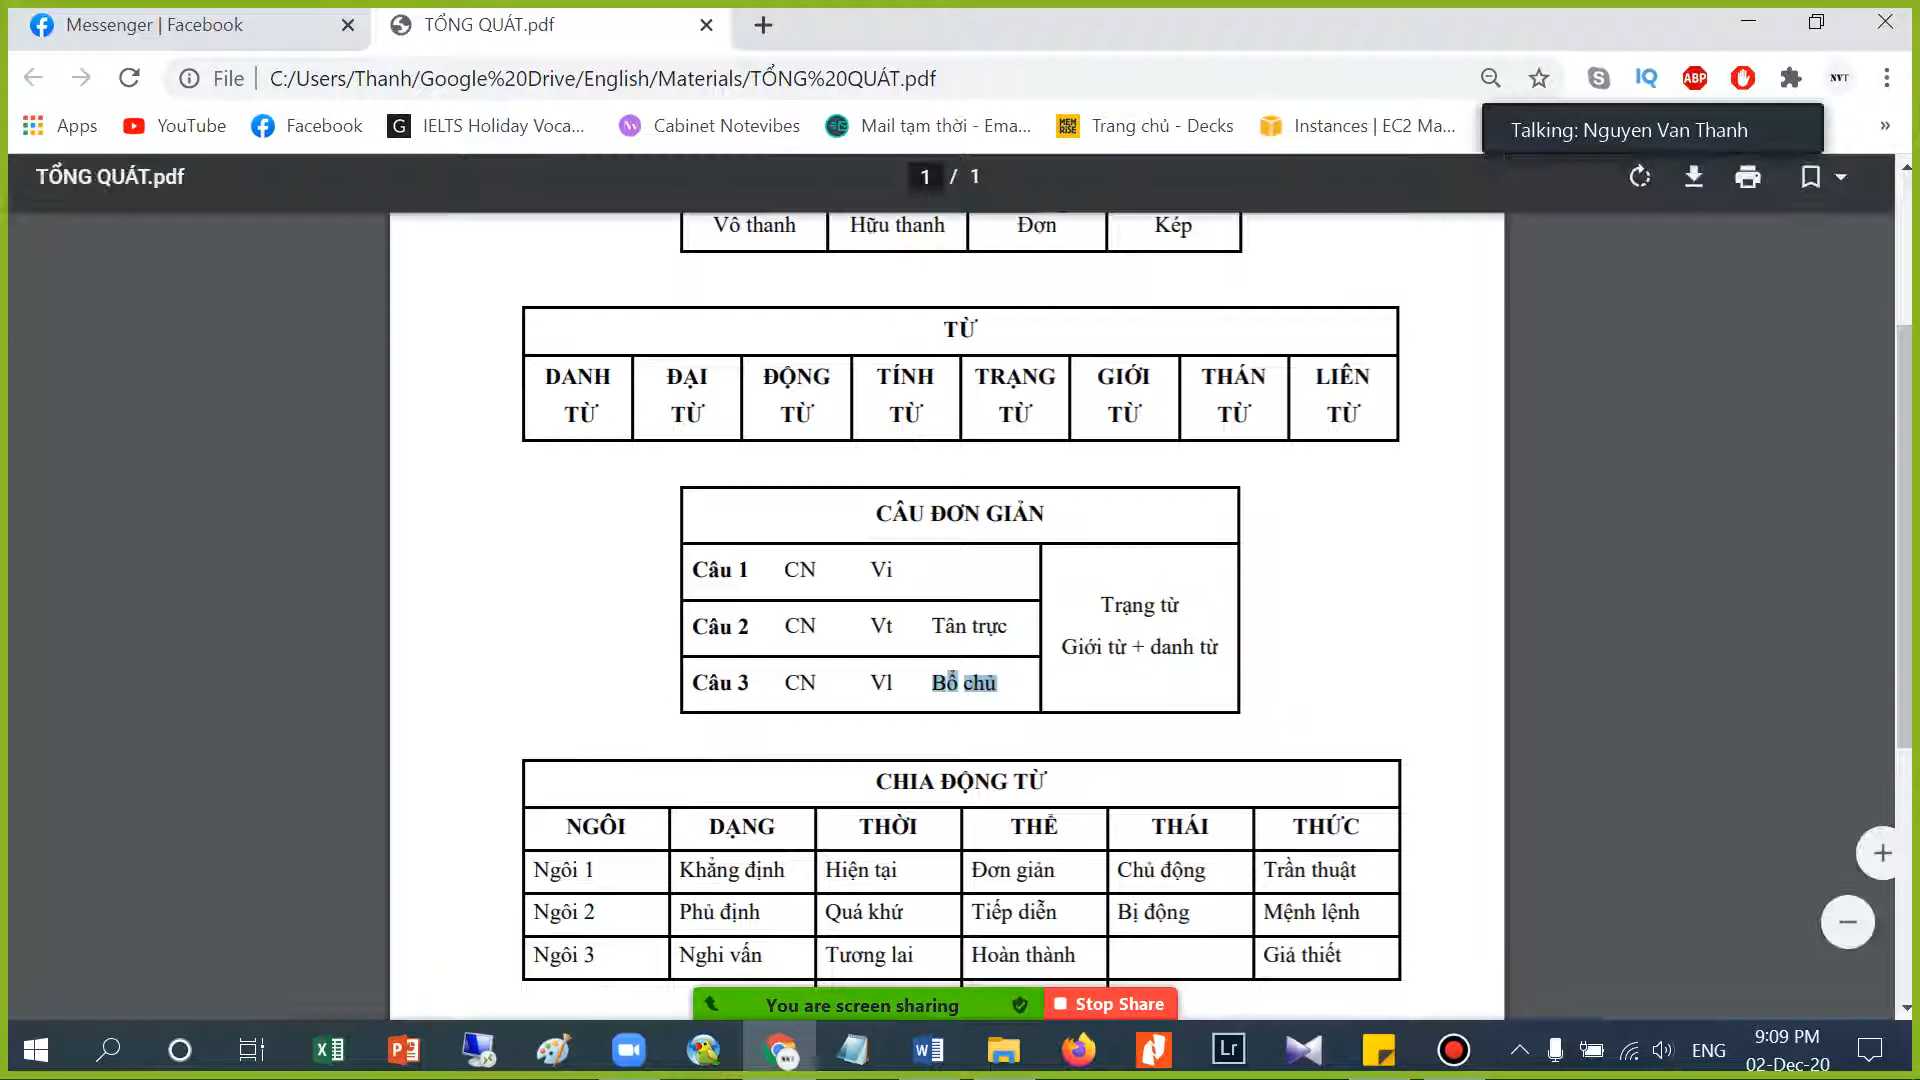 Messenger | Facebook
TỔNG QUÁT.pdf
File
C:/Users/Thanh/Google%20Drive/English/Materials/TỔNG%20QUÁT.pdf
IQ
ABP
NVT
Apps
YouTube
Facebook
G
IELTS Holiday Voca...
Cabinet Notevibes
Mail tạm thời - Ema...
MEM
RISE
Trang chủ - Decks
Instances | EC2 Ma...
»
Talking: Nguyen Van Thanh
TỔNG QUÁT.pdf
1 / 1
Vô thanh Hữu thanh Đơn Kép
TỪ
DANH TỪ ĐẠI TỪ ĐỘNG TỪ TÍNH TỪ TRẠNG TỪ GIỚI TỪ THÁN TỪ LIÊN TỪ
CÂU ĐƠN GIẢN
Câu 1 CN Vi
Câu 2 CN Vt Tân trực
Câu 3 CN Vl Bổ chủ
Trạng từ
Giới từ + danh từ
CHIA ĐỘNG TỪ
NGÔI DẠNG THỜI THỂ THÁI THỨC
Ngôi 1 Khẳng định Hiện tại Đơn giản Chủ động Trần thuật
Ngôi 2 Phủ định Quá khứ Tiếp diễn Bị động Mệnh lệnh
Ngôi 3 Nghi vấn Tương lai Hoàn thành Giả thiết
You are screen sharing
Stop Share
Lr
ENG
9:09 PM
02-Dec-20